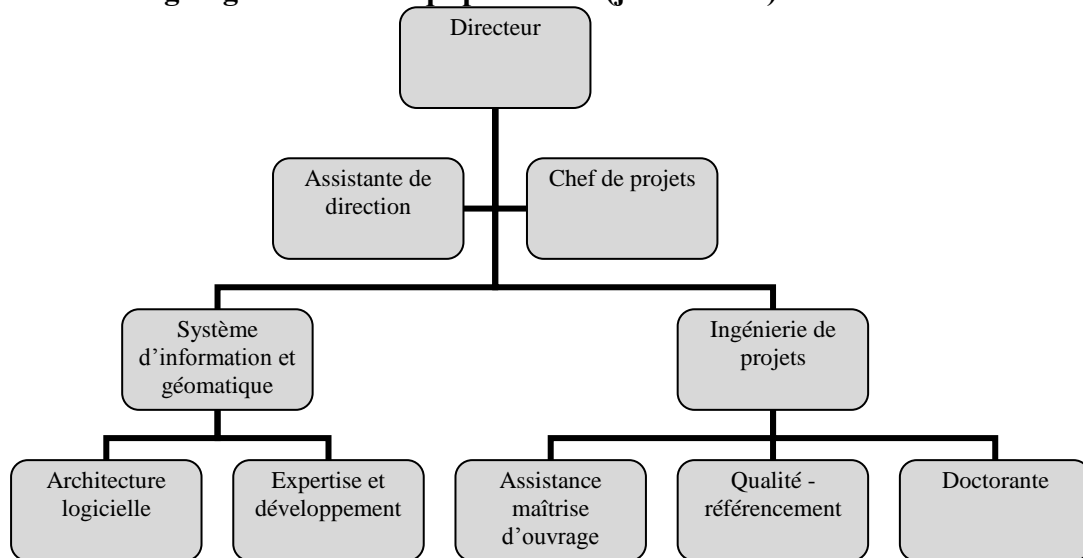 Directeur
Assistante de
direction
Chef de projets
Système
d’information et
géomatique
Ingénierie de
projets
Architecture
logicielle
Expertise et
développement
Assistance
maîtrise
d’ouvrage
Qualité -
référencement
Doctorante